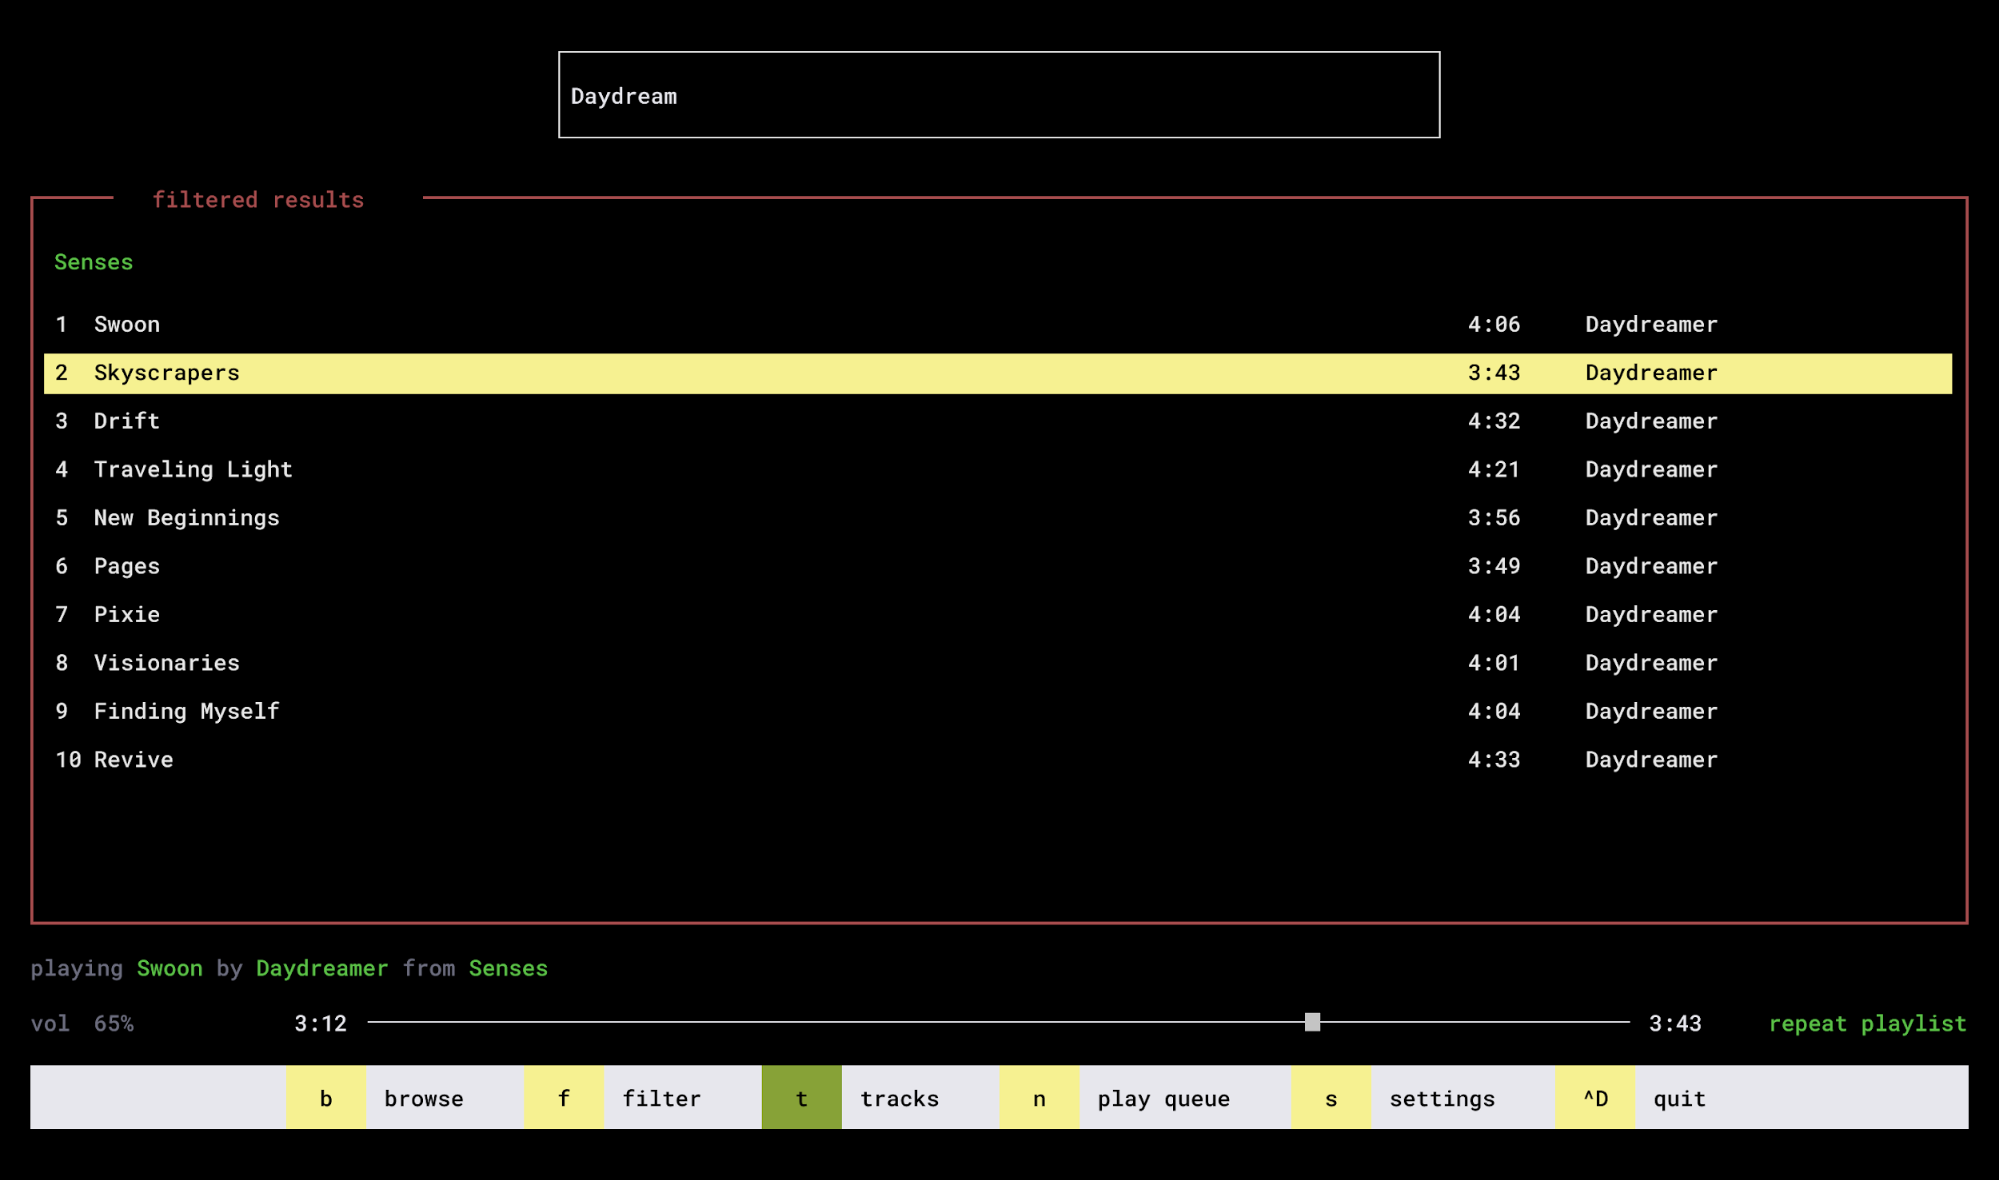 Daydream
filtered results
Senses
1 Swoon 4:06 Daydreamer
2 Skyscrapers 3:43 Daydreamer
3 Drift 4:32 Daydreamer
4 Traveling Light 4:21 Daydreamer
5 New Beginnings 3:56 Daydreamer
6 Pages 3:49 Daydreamer
7 Pixie 4:04 Daydreamer
8 Visionaries 4:01 Daydreamer
9 Finding Myself 4:04 Daydreamer
10 Revive 4:33 Daydreamer
playing Swoon by Daydreamer from Senses
vol 65% 3:12 3:43 repeat playlist
b browse f filter t tracks n play queue s settings ^D quit